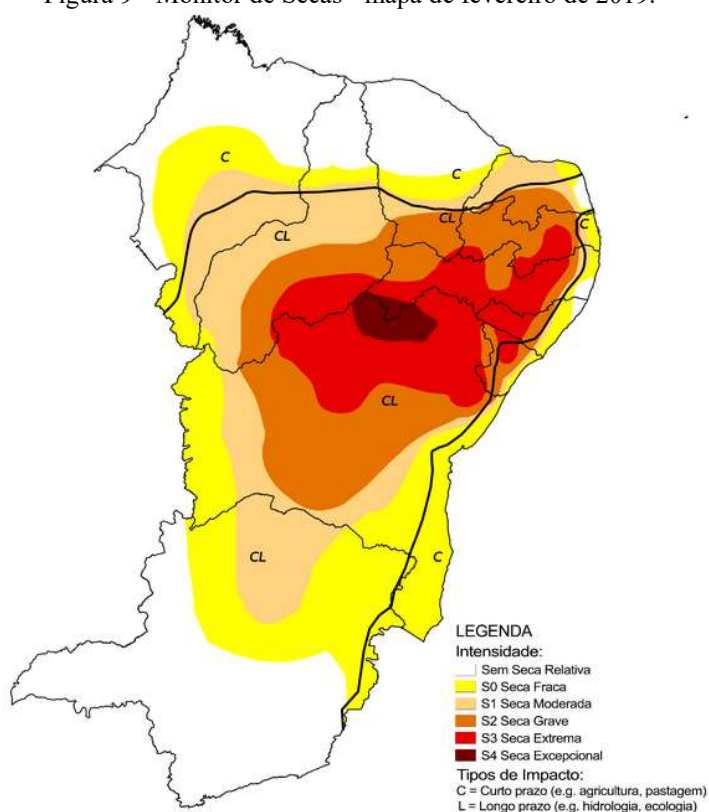 Figura 9 - Monitor de Secas - mapa de fevereiro de 2019.
C
C
CL
CL
C
CL
CL
C
LEGENDA
Intensidade:
Sem Seca Relativa
S0 Seca Fraca
S1 Seca Moderada
S2 Seca Grave
S3 Seca Extrema
S4 Seca Excepcional
Tipos de Impacto:
C = Curto prazo (e.g. agricultura, pastagem)
L = Longo prazo (e.g. hidrologia, ecologia)